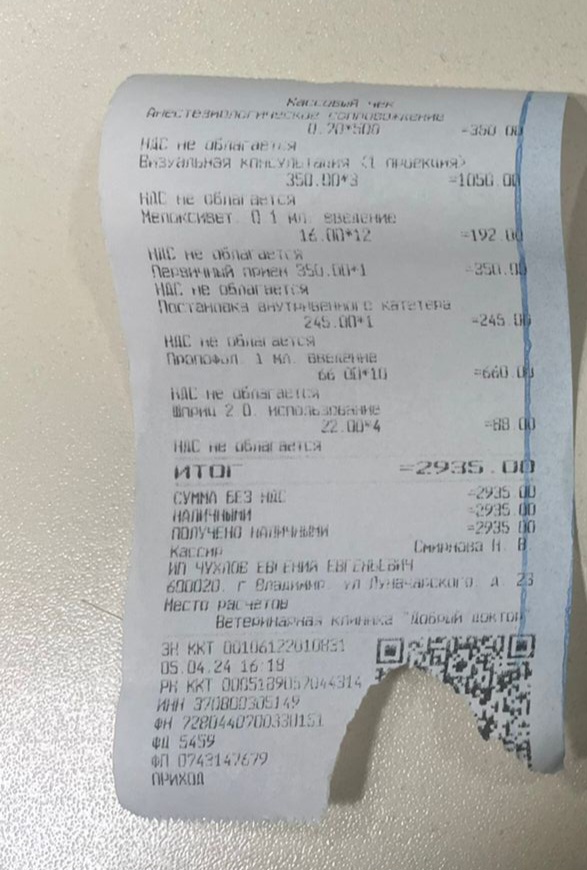 Кассовый чек
Анестезиологическое сопровождение
0.70*500 =350.00
НДС не облагается
Визуальная консультация (1 проекция)
350.00*3 =1050.00
НДС не облагается
Мелоксивет. 0.1 мл. введение
16.00*12 =192.00
НДС не облагается
Первичный прием 350.00*1 =350.00
НДС не облагается
Постановка внутривенного катетера
245.00*1 =245.00
НДС не облагается
Пропофол. 1 мл. введение
66.00*10 =660.00
НДС не облагается
Шприц 2.0. использование
22.00*4 =88.00
НДС не облагается
ИТОГ =2935.00
СУММА БЕЗ НДС =2935.00
НАЛИЧНЫМИ =2935.00
ПОЛУЧЕНО НАЛИЧНЫМИ =2935.00
Кассир Смирнова Н. В
ИП ЧУХЛОВ ЕВГЕНИЙ ЕВГЕНЬЕВИЧ
600020, г Владимир, ул Луначарского, д. 23
Место расчетов
Ветеринарная клиника "Добрый доктор"
ЗН ККТ 00106122010831
05.04.24 16:18
РН ККТ 0005189057044314
ИНН 370800305149
ФН 7280440700330151
ФД 5459
ФП 0743147679
ПРИХОД